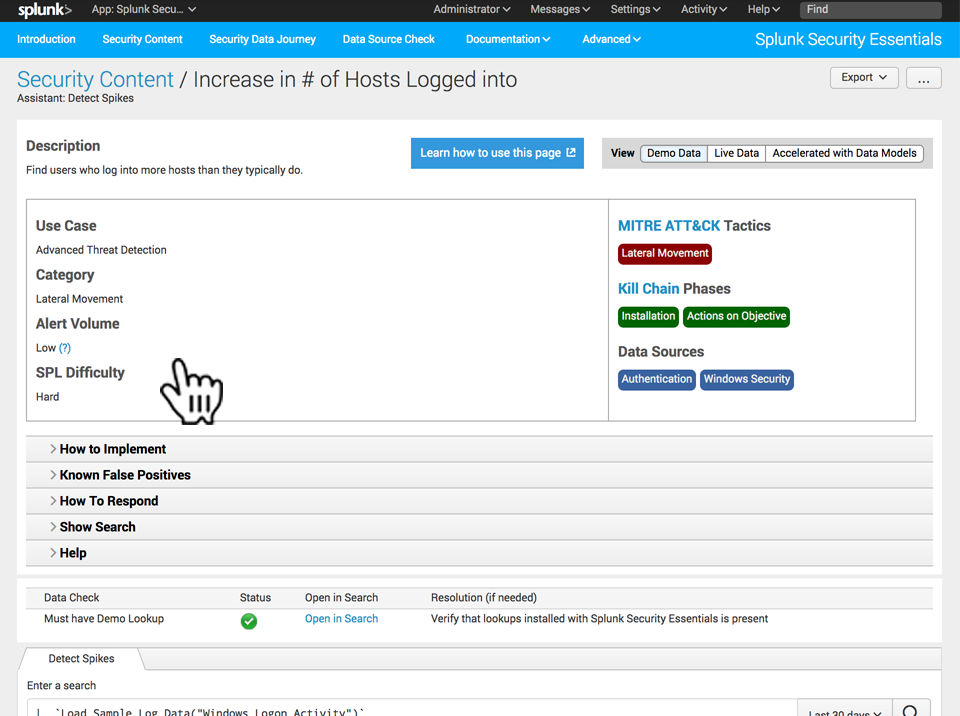 splunk> App: Splunk Secu... Administrator Messages Settings Activity Help Find
Introduction Security Content Security Data Journey Data Source Check Documentation Advanced Splunk Security Essentials
Security Content / Increase in # of Hosts Logged into
Export ...
Assistant: Detect Spikes
Description
Learn how to use this page
View Demo Data Live Data Accelerated with Data Models
Find users who log into more hosts than they typically do.
Use Case
Advanced Threat Detection
Category
Lateral Movement
Alert Volume
Low (?)
SPL Difficulty
Hard
MITRE ATT&CK Tactics
Lateral Movement
Kill Chain Phases
Installation Actions on Objective
Data Sources
Authentication Windows Security
> How to Implement
> Known False Positives
> How To Respond
> Show Search
> Help
Data Check Status Open in Search Resolution (if needed)
Must have Demo Lookup Open in Search Verify that lookups installed with Splunk Security Essentials is present
Detect Spikes
Enter a search
| `Load_Sample_Log_Data("Windows Logon Activity")` Last 30 days